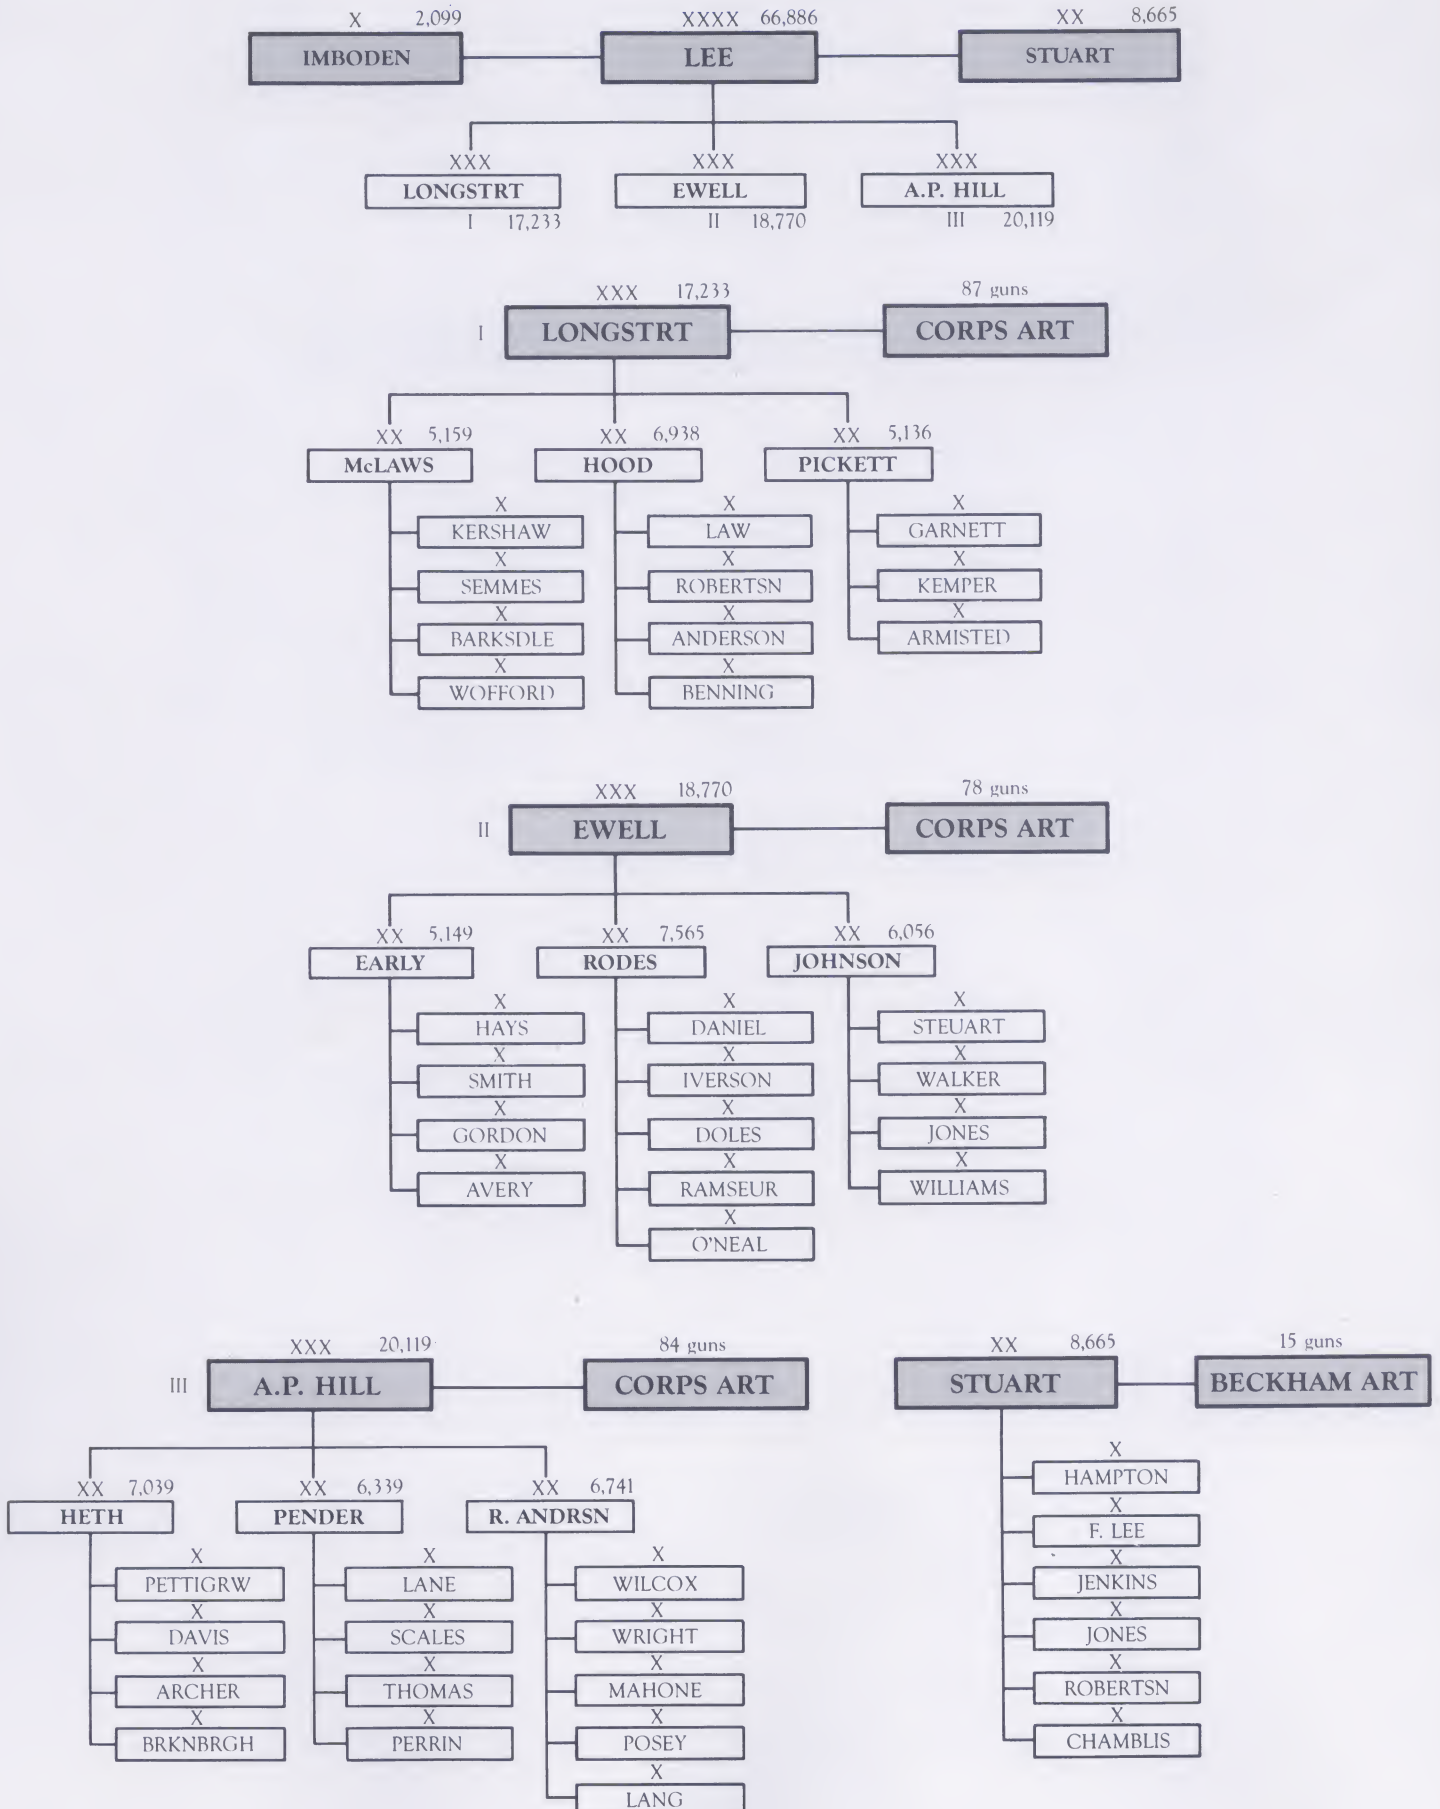 X 2,099 XXXX 66,886 XX 8,665
IMBODEN LEE STUART
XXX XXX XXX
LONGSTRT EWELL A.P. HILL
I 17,233 II 18,770 III 20,119
XXX 17,233 87 guns
I LONGSTRT CORPS ART
XX 5,159 XX 6,938 XX 5,136
McLAWS HOOD PICKETT
X X X
KERSHAW LAW GARNETT
X X X
SEMMES ROBERTSN KEMPER
X X X
BARKSDLE ANDERSON ARMISTED
X X
WOFFORD BENNING
XXX 18,770 78 guns
II EWELL CORPS ART
XX 5,149 XX 7,565 XX 6,056
EARLY RODES JOHNSON
X X X
HAYS DANIEL STEUART
X X X
SMITH IVERSON WALKER
X X X
GORDON DOLES JONES
X X X
AVERY RAMSEUR WILLIAMS
X
O'NEAL
XXX 20,119 84 guns
III A.P. HILL CORPS ART
XX 7,039 XX 6,339 XX 6,741
HETH PENDER R. ANDRSN
X X X
PETTIGRW LANE WILCOX
X X X
DAVIS SCALES WRIGHT
X X X
ARCHER THOMAS MAHONE
X X X
BRKNBRGH PERRIN POSEY
X
LANG
XX 8,665 15 guns
STUART BECKHAM ART
X
HAMPTON
X
F. LEE
X
JENKINS
X
JONES
X
ROBERTSN
X
CHAMBLIS